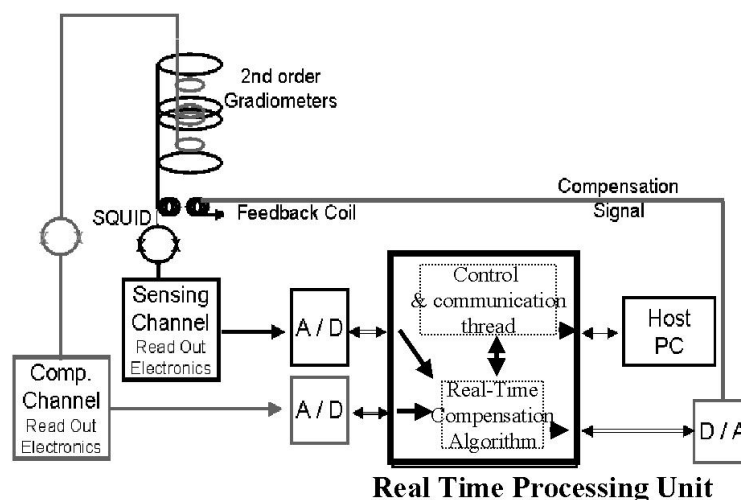 2nd order
Gradiometers
Compensation
Signal
SQUID
Feedback Coil
Sensing
Channel
Read Out
Electronics
A / D
Control
& communication
thread
Host
PC
Comp.
Channel
Read Out
Electronics
A / D
Real-Time
Compensation
Algorithm
D / A
Real Time Processing Unit